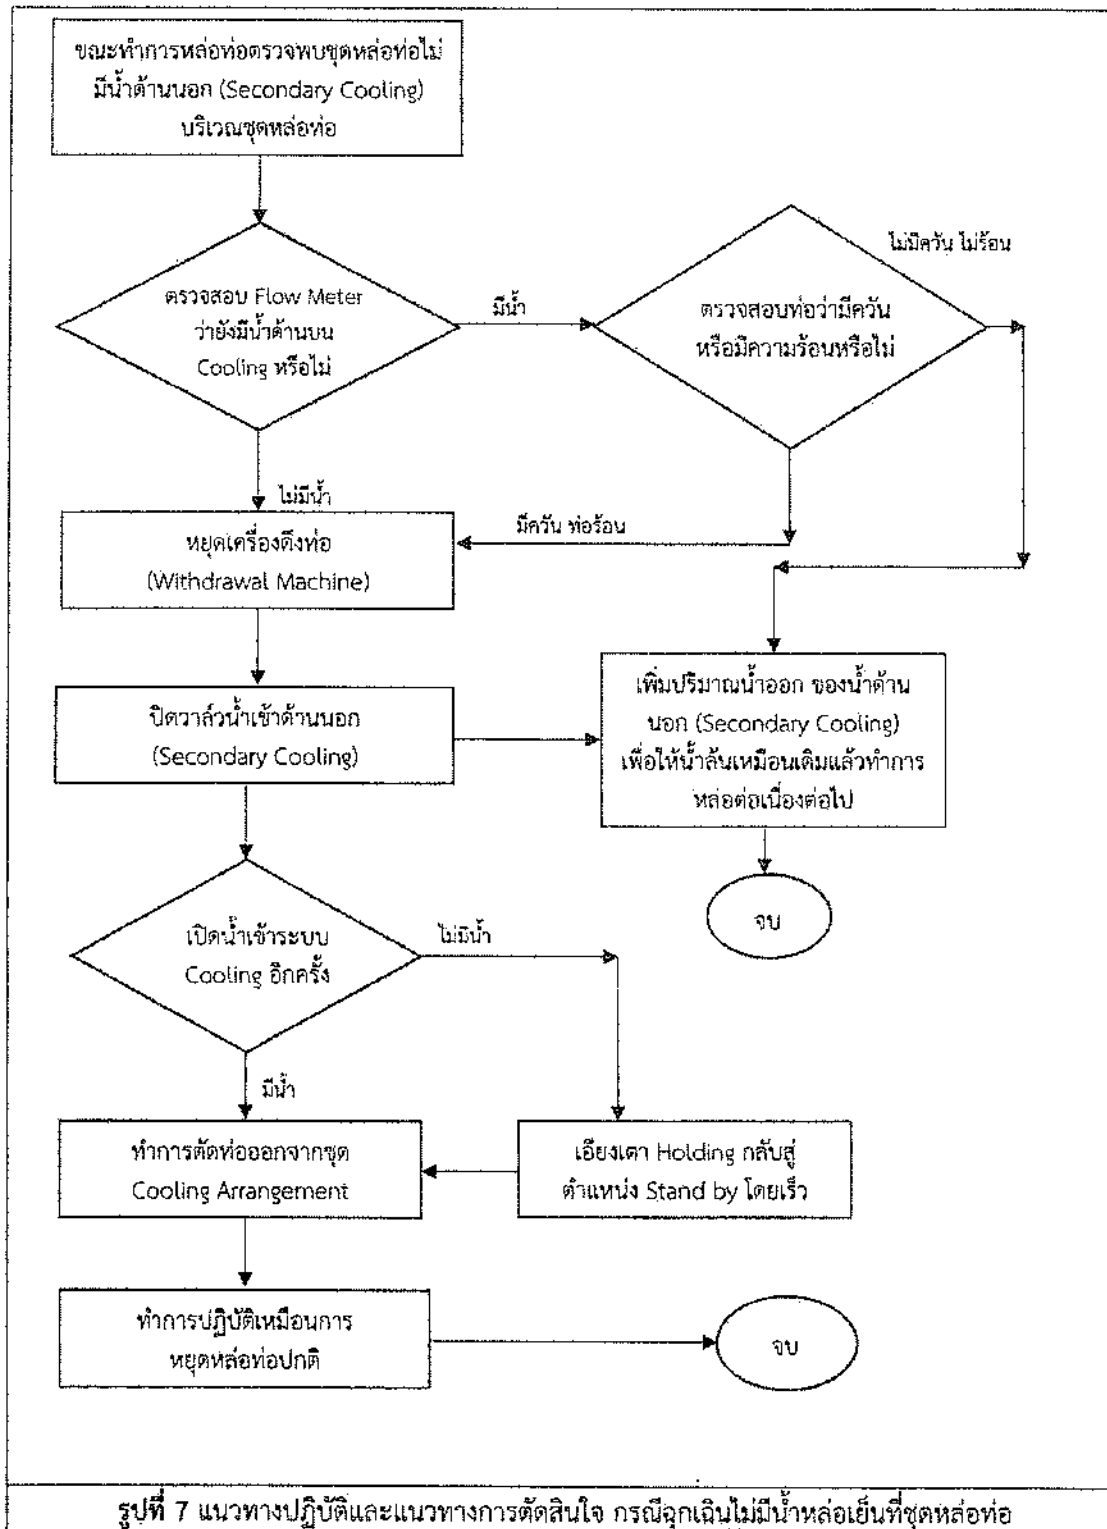 ขณะทำการหล่อท่อตรวจพบชุดหล่อท่อไม่
มีน้ำด้านนอก (Secondary Cooling)
บริเวณชุดหล่อท่อ
ตรวจสอบ Flow Meter
ว่ายังมีน้ำด้านบน
Cooling หรือไม่
มีน้ำ
ตรวจสอบท่อว่ามีควัน
หรือมีความร้อนหรือไม่
ไม่มีควัน ไม่ร้อน
ไม่มีน้ำ
มีควัน ท่อร้อน
หยุดเครื่องดึงท่อ
(Withdrawal Machine)
ปิดวาล์วน้ำเข้าด้านนอก
(Secondary Cooling)
เพิ่มปริมาณน้ำออก ของน้ำด้าน
นอก (Secondary Cooling)
เพื่อให้น้ำล้นเหมือนเดิมแล้วทำการ
หล่อต่อเนื่องต่อไป
จบ
เปิดน้ำเข้าระบบ
Cooling อีกครั้ง
ไม่มีน้ำ
มีน้ำ
ทำการตัดท่อออกจากชุด
Cooling Arrangement
เอียงเตา Holding กลับสู่
ตำแหน่ง Stand by โดยเร็ว
ทำการปฏิบัติเหมือนการ
หยุดหล่อท่อปกติ
จบ
รูปที่ 7 แนวทางปฏิบัติและแนวทางการตัดสินใจ กรณีฉุกเฉินไม่มีน้ำหล่อเย็นที่ชุดหล่อท่อ